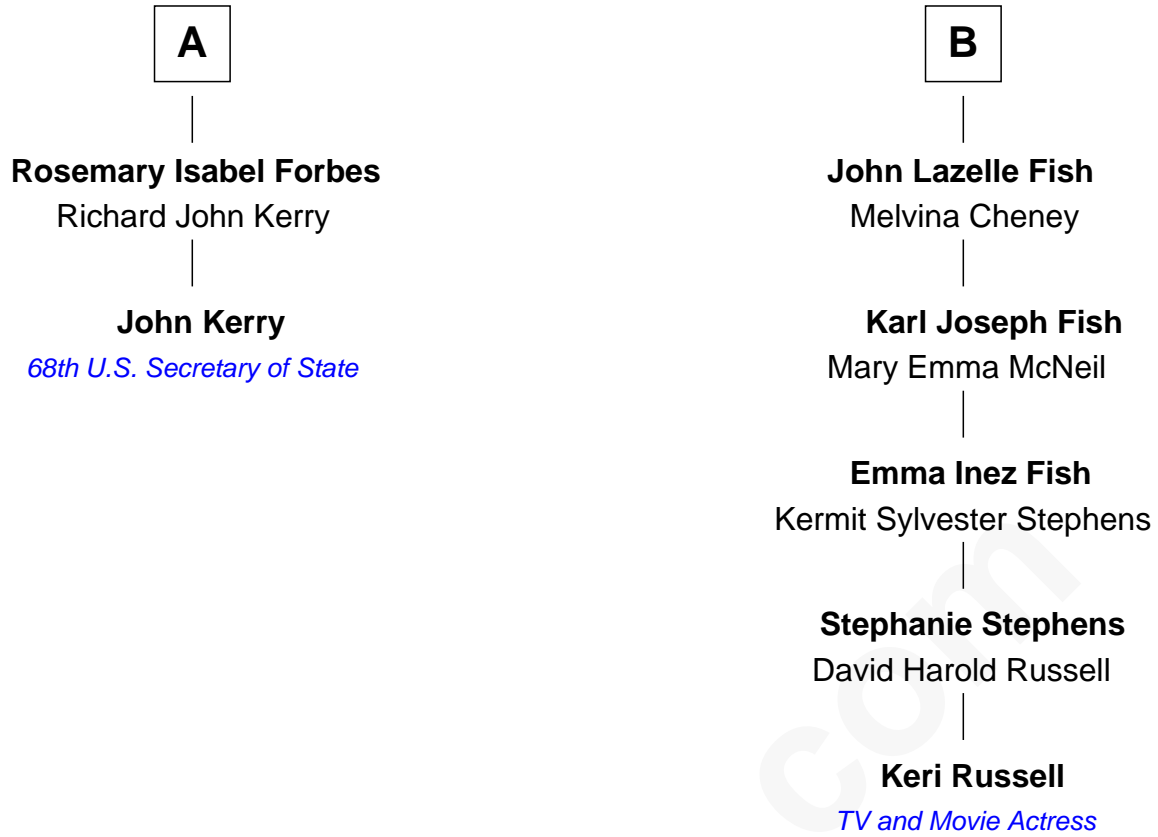 A
Rosemary Isabel Forbes
Richard John Kerry
John Kerry
68th U.S. Secretary of State
B
John Lazelle Fish
Melvina Cheney
Karl Joseph Fish
Mary Emma McNeil
Emma Inez Fish
Kermit Sylvester Stephens
Stephanie Stephens
David Harold Russell
Keri Russell
TV and Movie Actress
com